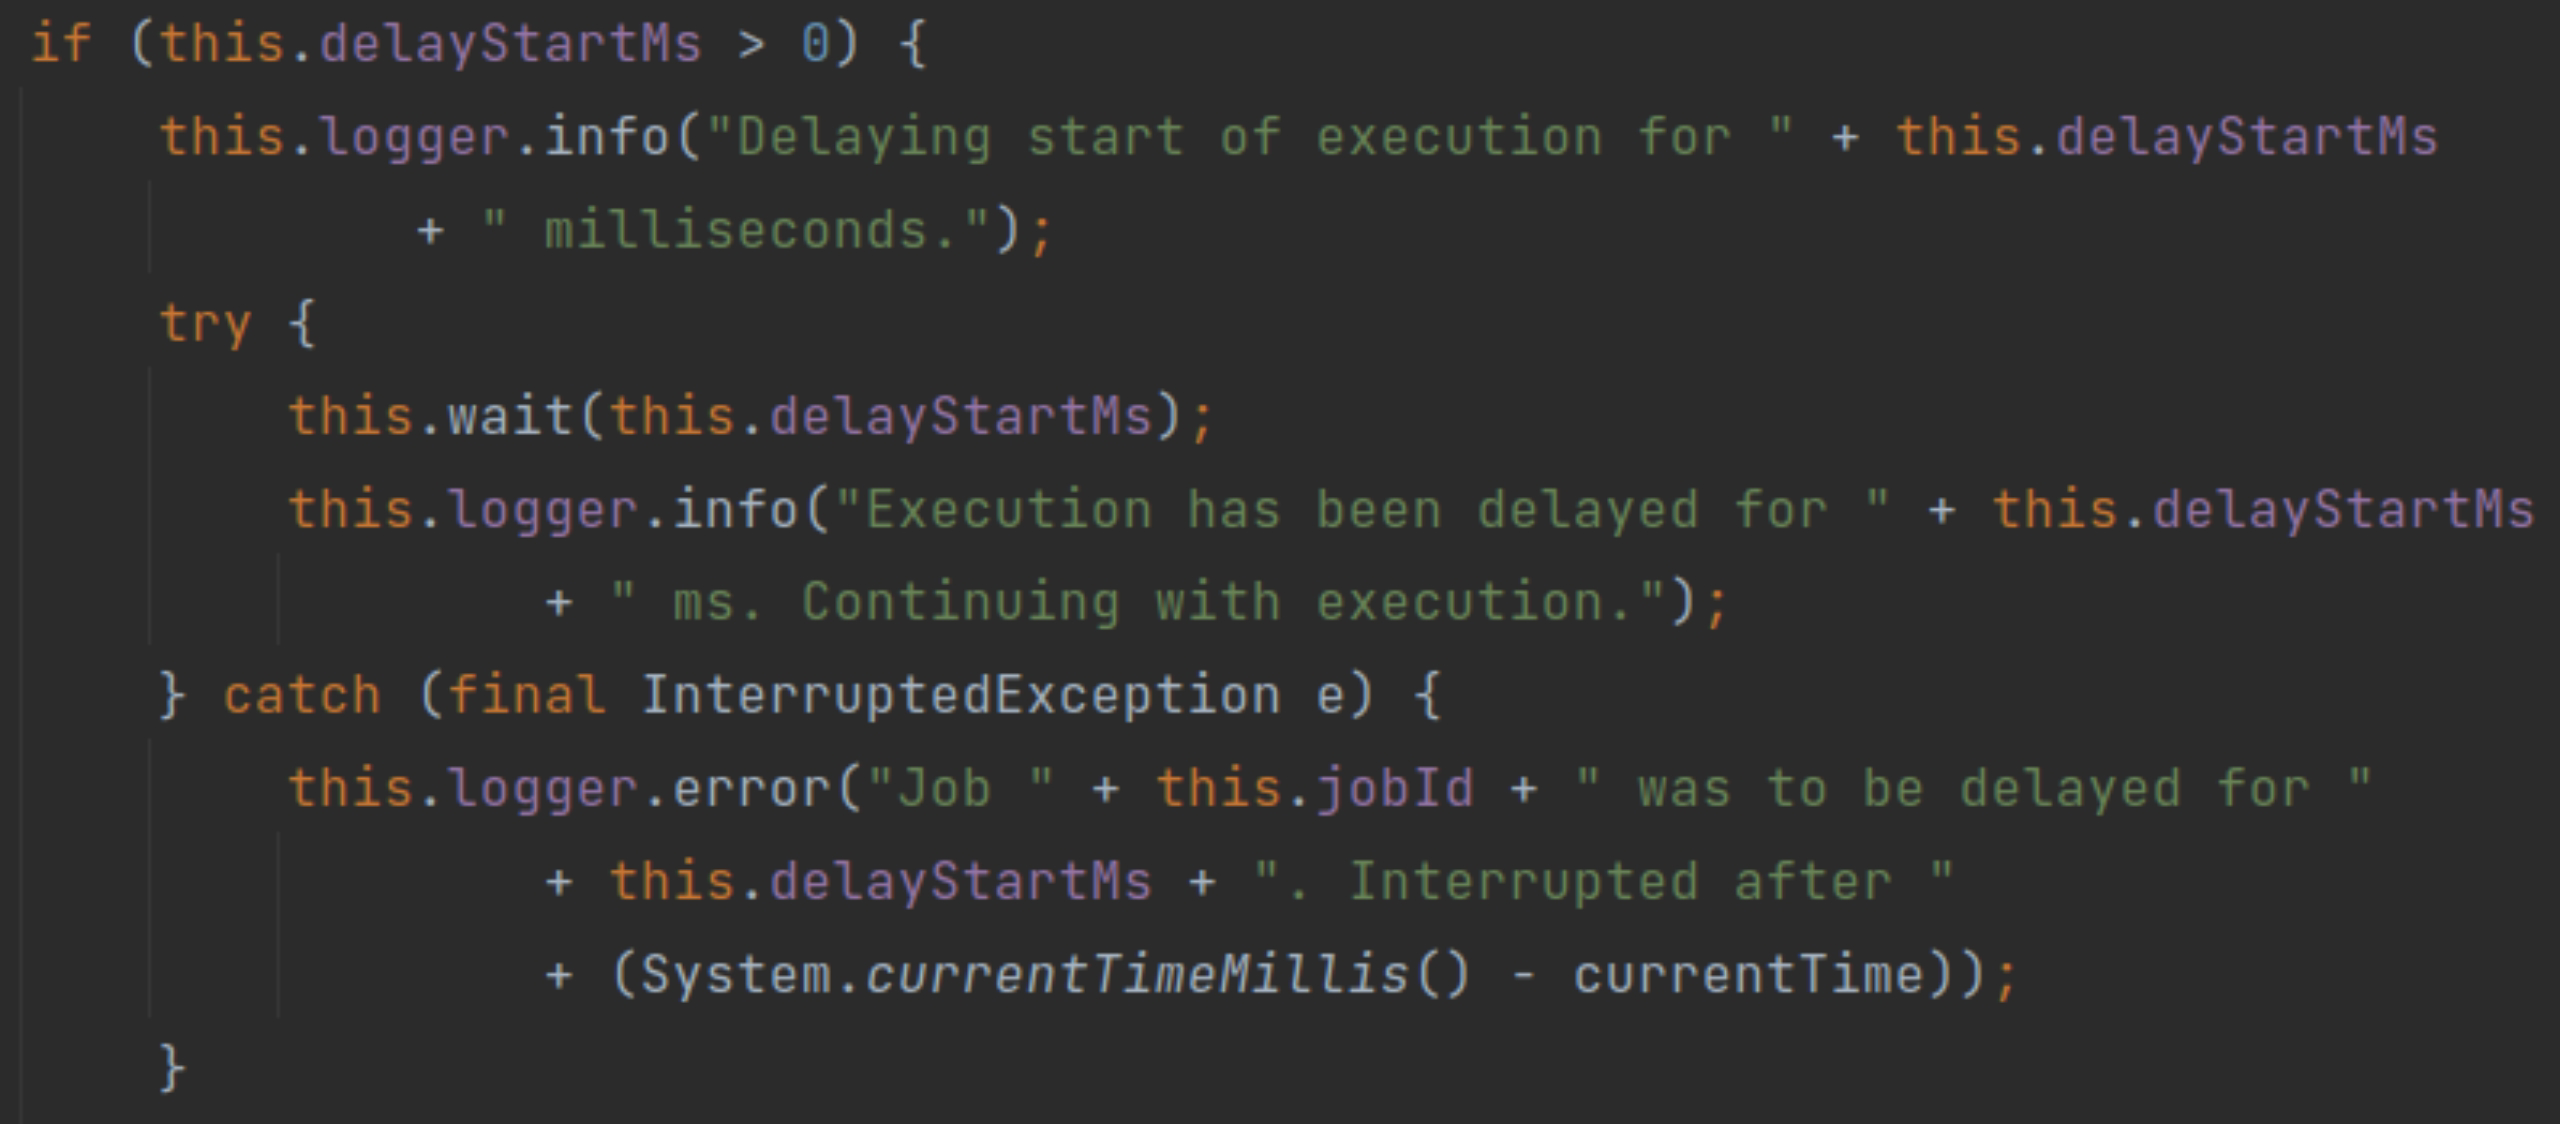 if (this.delayStartMs > 0) {
    this.logger.info("Delaying start of execution for " + this.delayStartMs
            + " milliseconds.");
    try {
        this.wait(this.delayStartMs);
        this.logger.info("Execution has been delayed for " + this.delayStartMs
                + " ms. Continuing with execution.");
    } catch (final InterruptedException e) {
        this.logger.error("Job " + this.jobId + " was to be delayed for "
                + this.delayStartMs + ". Interrupted after "
                + (System.currentTimeMillis() - currentTime));
    }